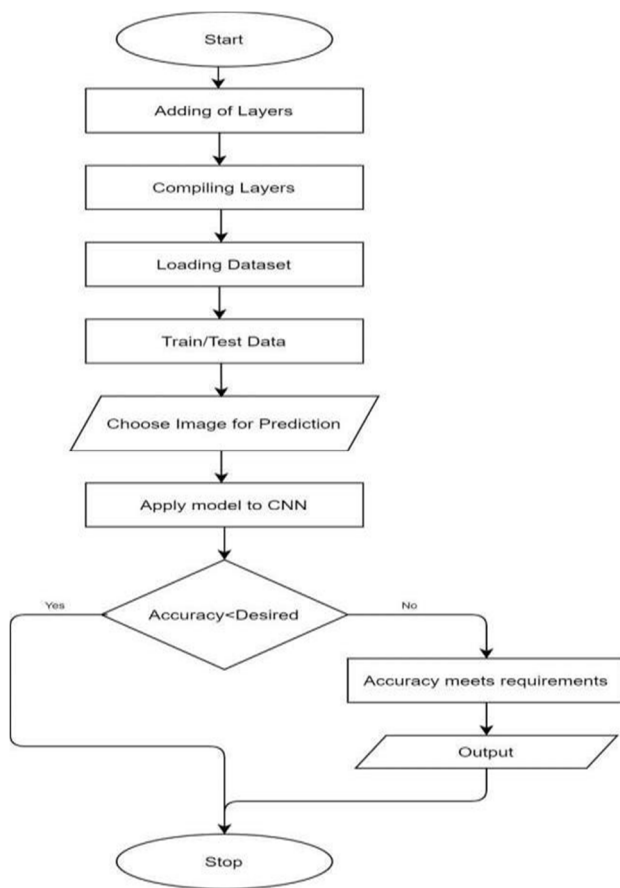 Start
Adding of Layers
Compiling Layers
Loading Dataset
Train/Test Data
Choose Image for Prediction
Apply model to CNN
Accuracy<Desired
Yes
No
Accuracy meets requirements
Output
Stop